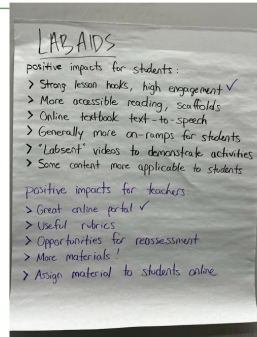 LAB AIDS
positive impacts for students:
> Strong lesson hooks, high engagement ✓
> More accessible reading, scaffolds
> Online textbook text-to-speech
> Generally more on-ramps for students
> "Labsent" videos to demonstrate activities
> Some content more applicable to students
positive impacts for teachers:
> Great online portal ✓
> Useful rubrics
> Opportunities for reassessment
> More materials!
> Assign material to students online